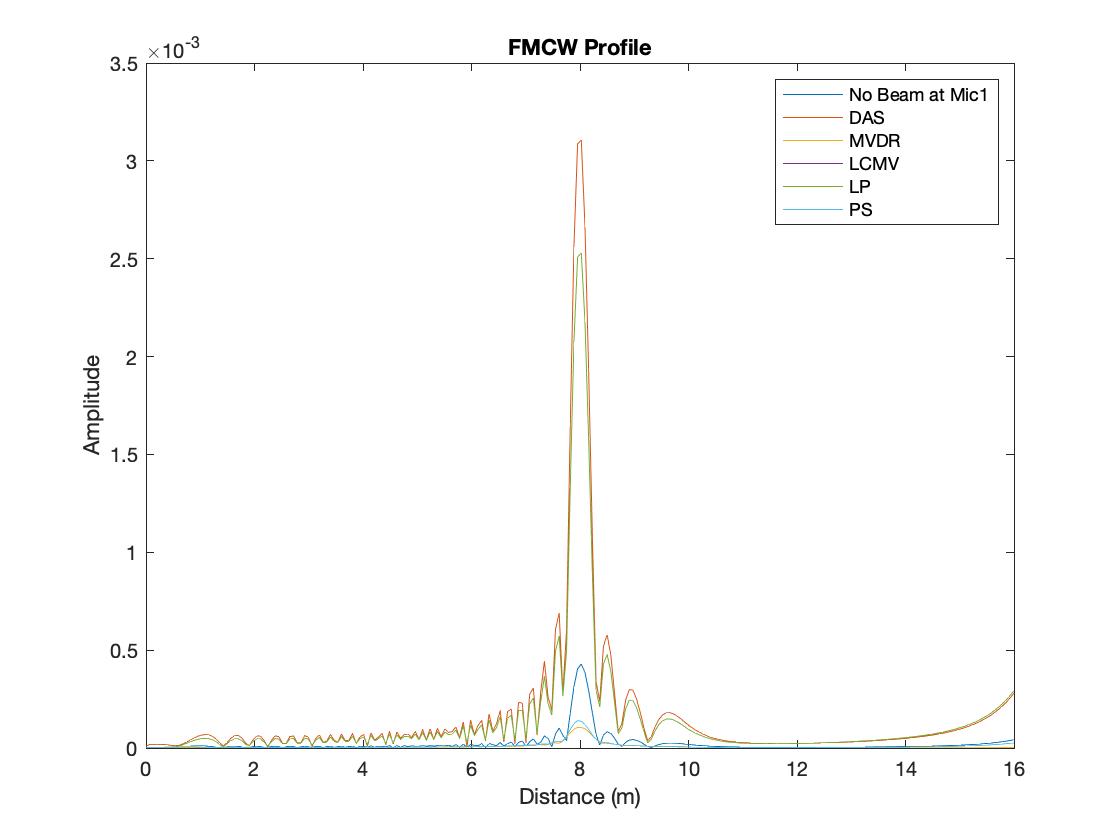 FMCW Profile
×10⁻³
3.5
3
2.5
2
1.5
1
0.5
0
Amplitude
No Beam at Mic1
DAS
MVDR
LCMV
LP
PS
0 2 4 6 8 10 12 14 16
Distance (m)